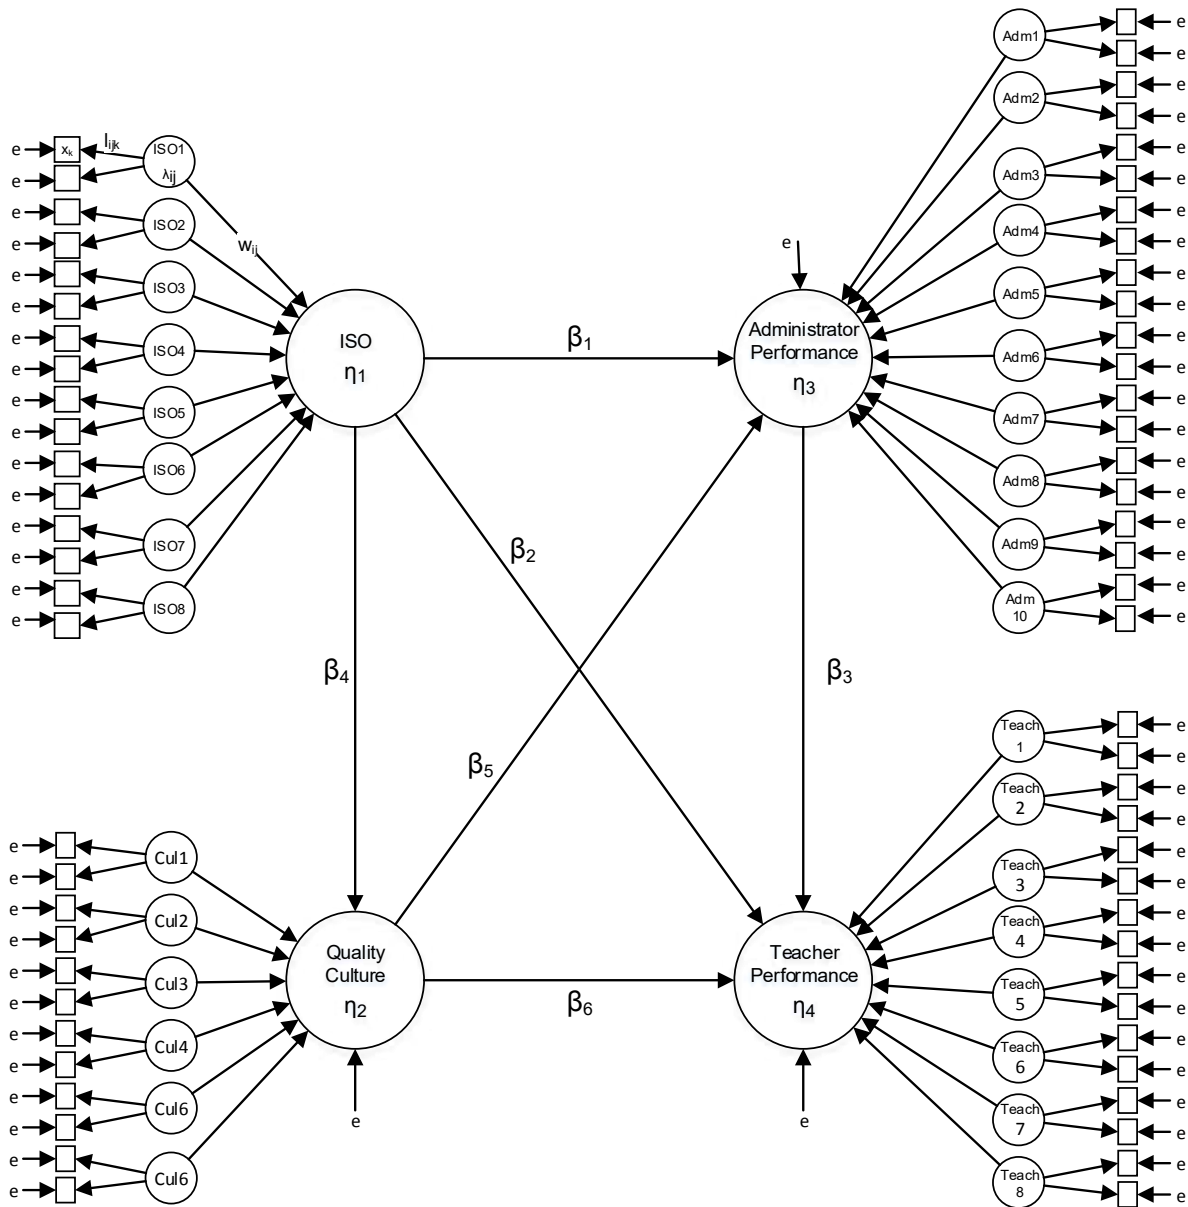 e
x_k
l_ijk
ISO1
λ_ij
e
e
ISO2
e
w_ij
e
ISO3
e
e
ISO4
e
e
ISO5
e
e
ISO6
e
e
ISO7
e
e
ISO8
e
ISO
η1
β1
β2
β4
β5
β3
β6
e
Administrator
Performance
η3
Adm1
e
e
Adm2
e
e
Adm3
e
e
Adm4
e
e
Adm5
e
e
Adm6
e
e
Adm7
e
e
Adm8
e
e
Adm9
e
e
Adm
10
e
e
e
Cul1
e
e
Cul2
e
e
Cul3
e
e
Cul4
e
e
Cul6
e
e
Cul6
e
Quality
Culture
η2
e
Teacher
Performance
η4
e
Teach
1
e
e
Teach
2
e
e
Teach
3
e
e
Teach
4
e
e
Teach
5
e
e
Teach
6
e
e
Teach
7
e
e
Teach
8
e
e